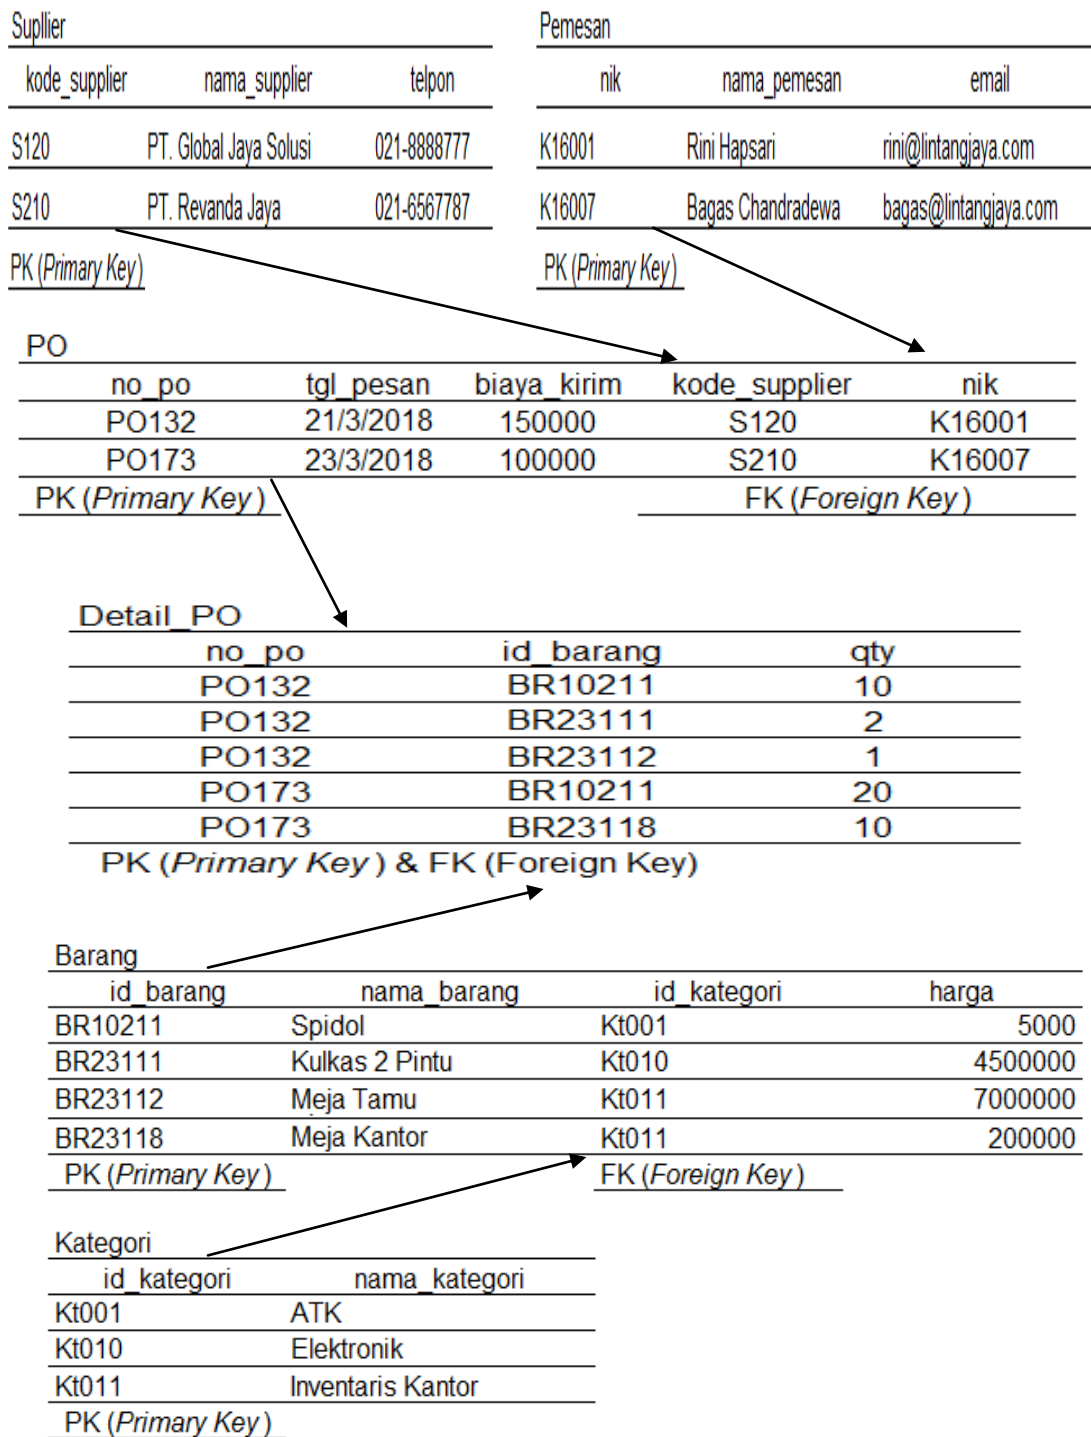 Supllier
kode_supplier nama_supplier telpon
S120 PT. Global Jaya Solusi 021-8888777
S210 PT. Revanda Jaya 021-6567787
PK (Primary Key)
Pemesan
nik nama_pemesan email
K16001 Rini Hapsari rini@lintangjaya.com
K16007 Bagas Chandradewa bagas@lintangjaya.com
PK (Primary Key)
PO
no_po tgl_pesan biaya_kirim kode_supplier nik
PO132 21/3/2018 150000 S120 K16001
PO173 23/3/2018 100000 S210 K16007
PK (Primary Key) FK (Foreign Key)
Detail_PO
no_po id_barang qty
PO132 BR10211 10
PO132 BR23111 2
PO132 BR23112 1
PO173 BR10211 20
PO173 BR23118 10
PK (Primary Key) & FK (Foreign Key)
Barang
id_barang nama_barang id_kategori harga
BR10211 Spidol Kt001 5000
BR23111 Kulkas 2 Pintu Kt010 4500000
BR23112 Meja Tamu Kt011 7000000
BR23118 Meja Kantor Kt011 200000
PK (Primary Key) FK (Foreign Key)
Kategori
id_kategori nama_kategori
Kt001 ATK
Kt010 Elektronik
Kt011 Inventaris Kantor
PK (Primary Key)